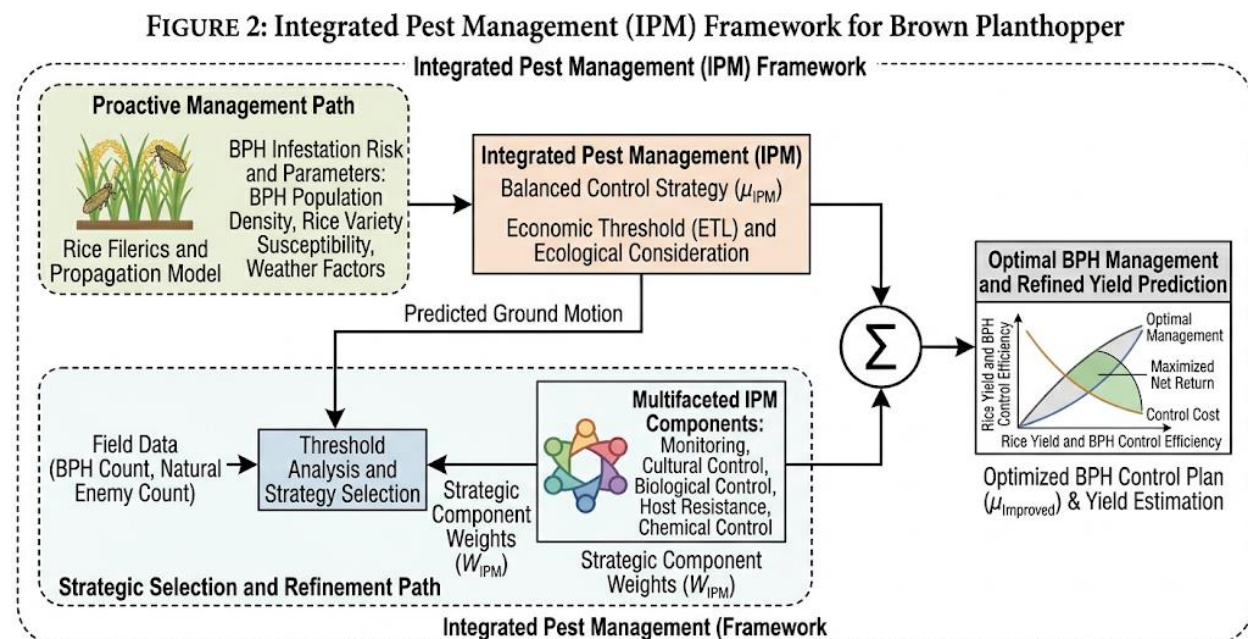 FIGURE 2: Integrated Pest Management (IPM) Framework for Brown Planthopper
Integrated Pest Management (IPM) Framework
Proactive Management Path
Rice Filerics and
Propagation Model
BPH Infestation Risk
and Parameters:
BPH Population
Density, Rice Variety
Susceptibility,
Weather Factors
Integrated Pest Management (IPM)
Balanced Control Strategy (μIPM)
Economic Threshold (ETL) and
Ecological Consideration
Predicted Ground Motion
Field Data
(BPH Count, Natural
Enemy Count)
Threshold
Analysis and
Strategy Selection
Strategic
Component
Weights
(WIPM)
Multifaceted IPM
Components:
Monitoring,
Cultural Control,
Biological Control,
Host Resistance,
Chemical Control
Strategic Component
Weights (WIPM)
Strategic Selection and Refinement Path
Σ
Optimal BPH Management
and Refined Yield Prediction
Rice Yield and BPH
Control Efficiency
Optimal
Management
Maximized
Net Return
Control Cost
Rice Yield and BPH Control Efficiency
Optimized BPH Control Plan
(μImproved) & Yield Estimation
Integrated Pest Management (Framework